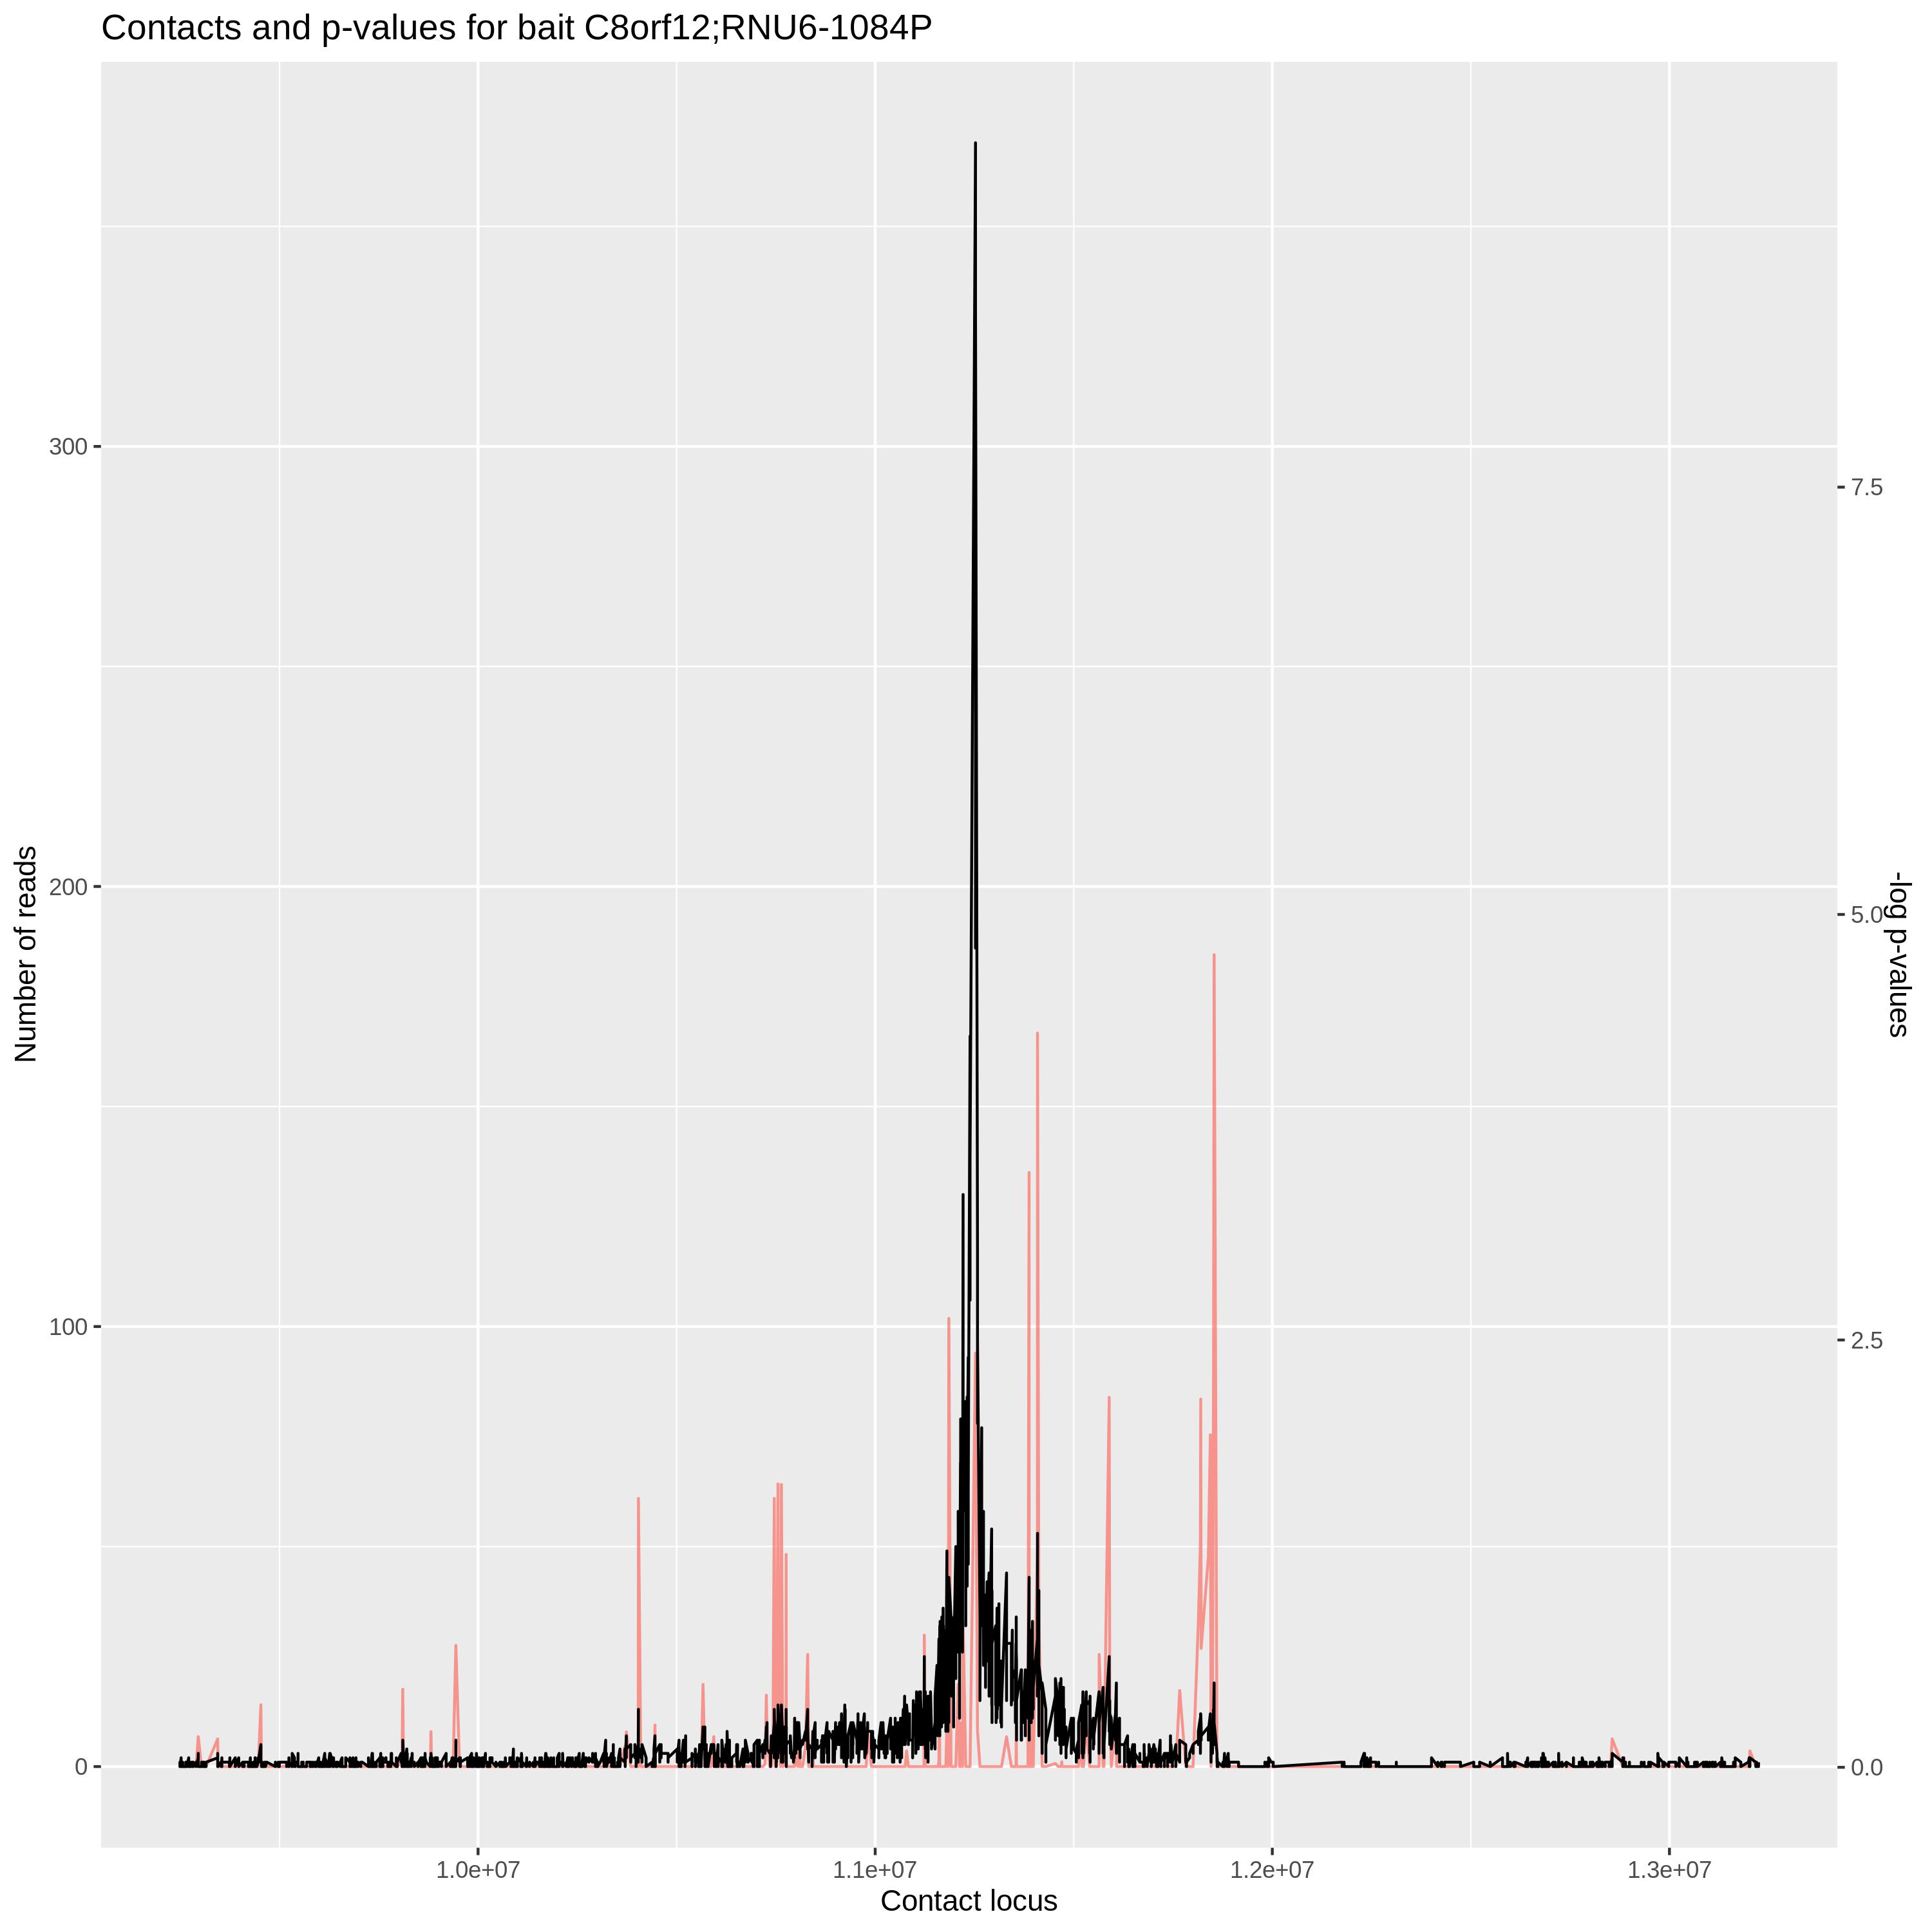 Contacts and p-values for bait C8orf12;RNU6-1084P
Number of reads
300
200
100
0
7.5
5.0
2.5
0.0
-log p-values
1.0e+07
1.1e+07
1.2e+07
1.3e+07
Contact locus